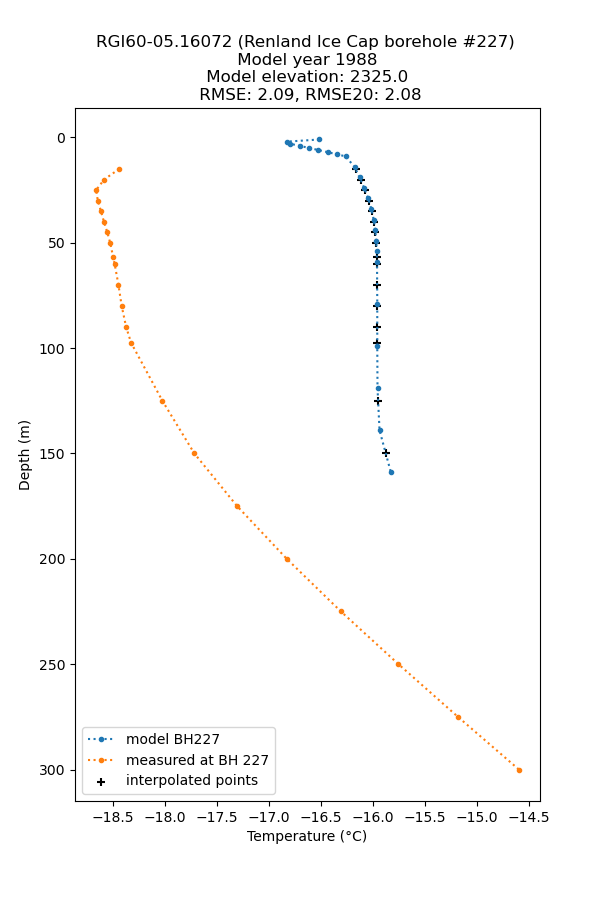 RGI60-05.16072 (Renland Ice Cap borehole #227)
Model year 1988
Model elevation: 2325.0
RMSE: 2.09, RMSE20: 2.08
0
50
100
150
200
250
300
Depth (m)
model BH227
measured at BH 227
interpolated points
−18.5 −18.0 −17.5 −17.0 −16.5 −16.0 −15.5 −15.0 −14.5
Temperature (°C)